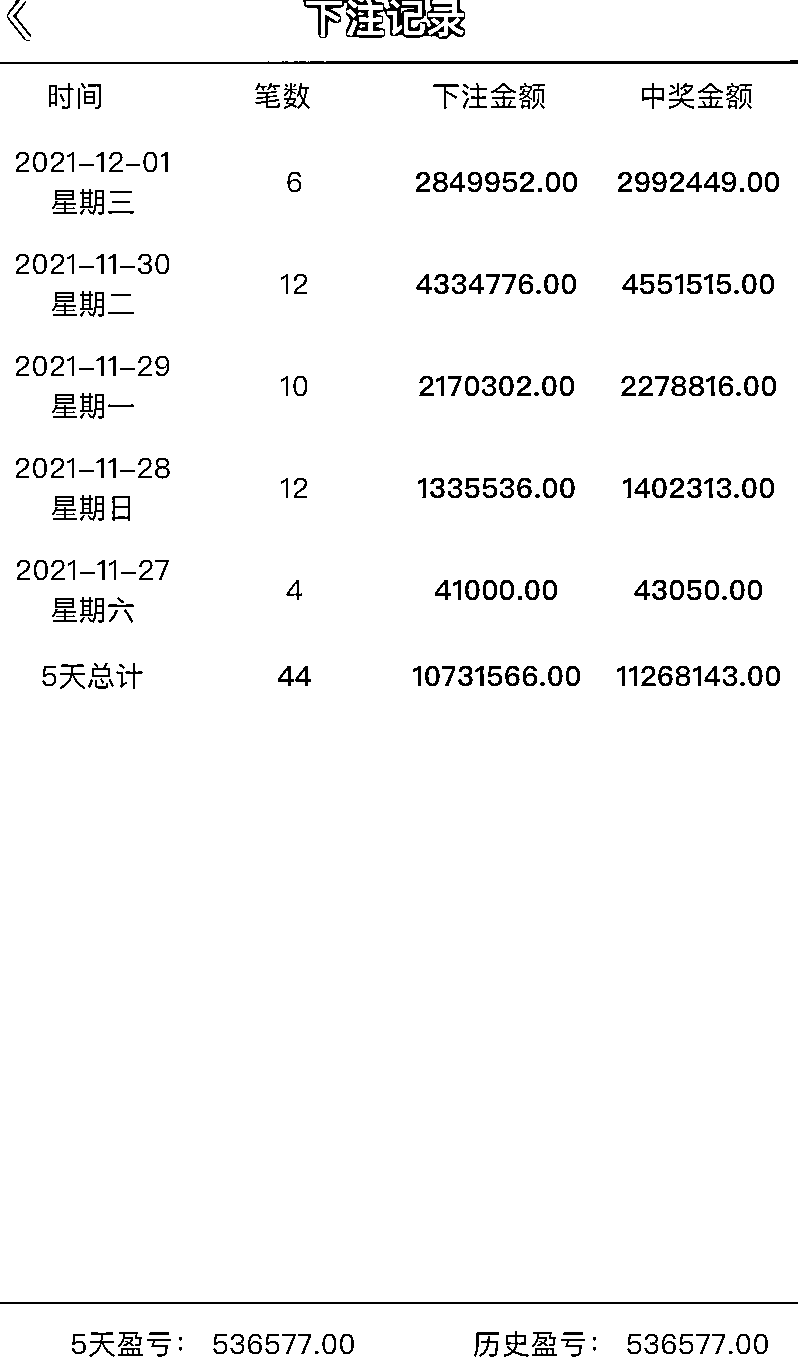 下注记录
时间 笔数 下注金额 中奖金额
2021-12-01
星期三 6 2849952.00 2992449.00
2021-11-30
星期二 12 4334776.00 4551515.00
2021-11-29
星期一 10 2170302.00 2278816.00
2021-11-28
星期日 12 1335536.00 1402313.00
2021-11-27
星期六 4 41000.00 43050.00
5天总计 44 10731566.00 11268143.00
5天盈亏： 536577.00 历史盈亏： 536577.00